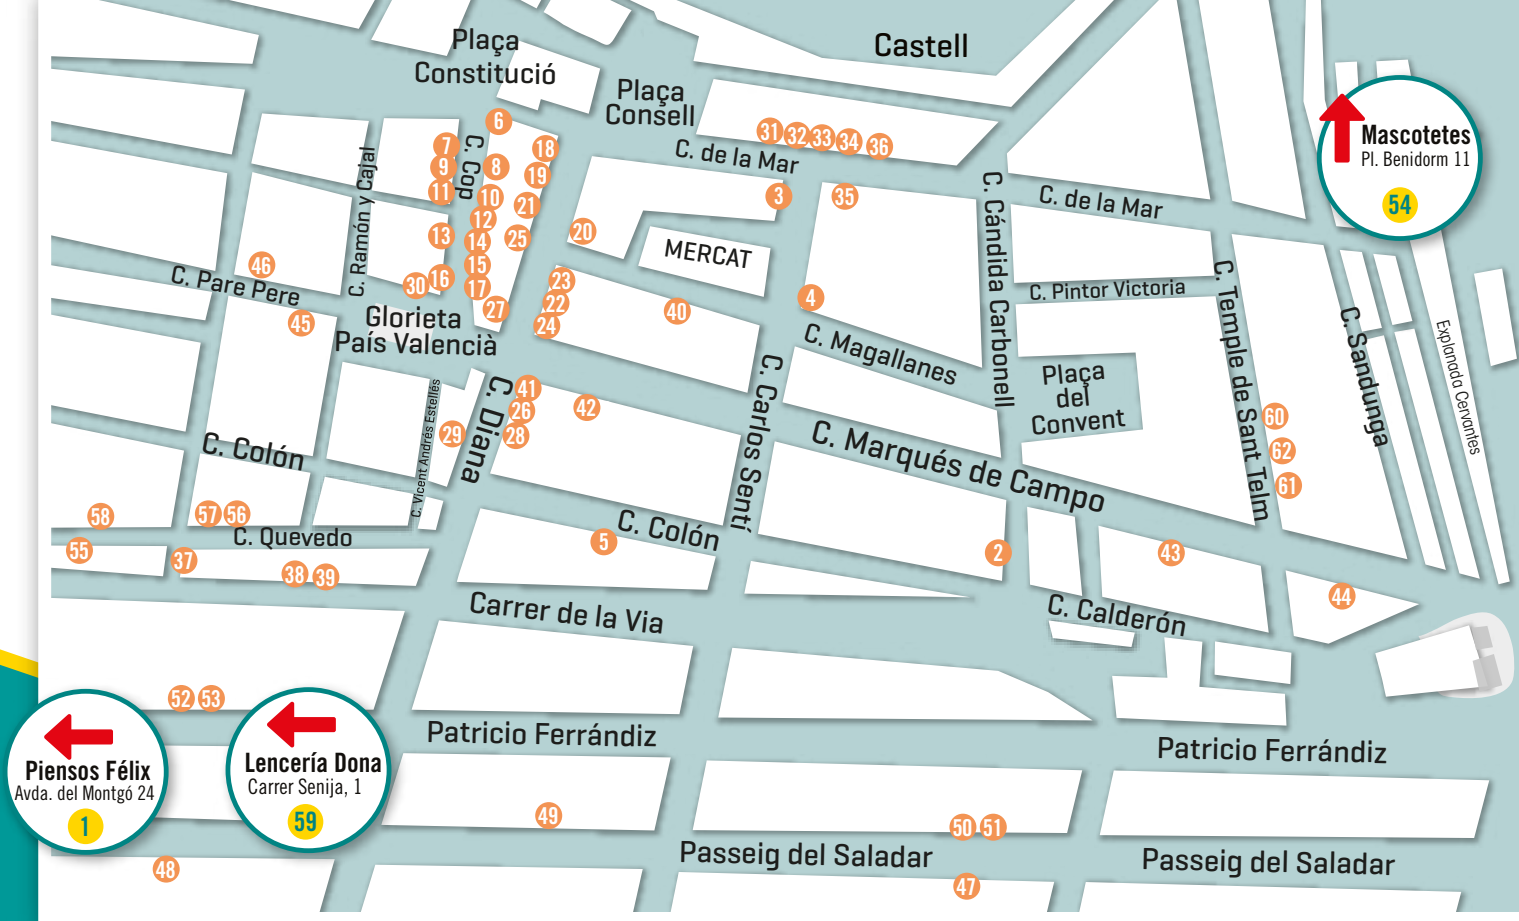 Plaça
Constitució
Castell
Plaça
Consell
C. de la Mar
C. Cop
C. Ramón y Cajal
6
7
8
9
10
11
12
13
14
15
16
17
18
19
20
21
25
27
30
31
32
33
34
36
3
35
MERCAT
C. de la Mar
C. Cándida Carbonell
C. Pintor Victoria
C. Temple de Sant Telm
C. Sandunga
Explanada Cervantes
Mascotetes
Pl. Benidorm 11
54
46
C. Pare Pere
45
Glorieta
País Valencià
23
22
24
40
4
C. Magallanes
Plaça
del
Convent
C. Carlos Sentí
C. Marqués de Campo
60
62
61
C. Diana
41
26
28
42
29
C. Vicent Andrés Estellés
C. Colón
58
57
56
C. Quevedo
55
37
38
39
5
C. Colón
2
43
44
Carrer de la Via
C. Calderón
52
53
Piensos Félix
Avda. del Montgó 24
1
Lencería Dona
Carrer Senija, 1
59
Patricio Ferrándiz
Patricio Ferrándiz
49
50
51
48
Passeig del Saladar
Passeig del Saladar
47